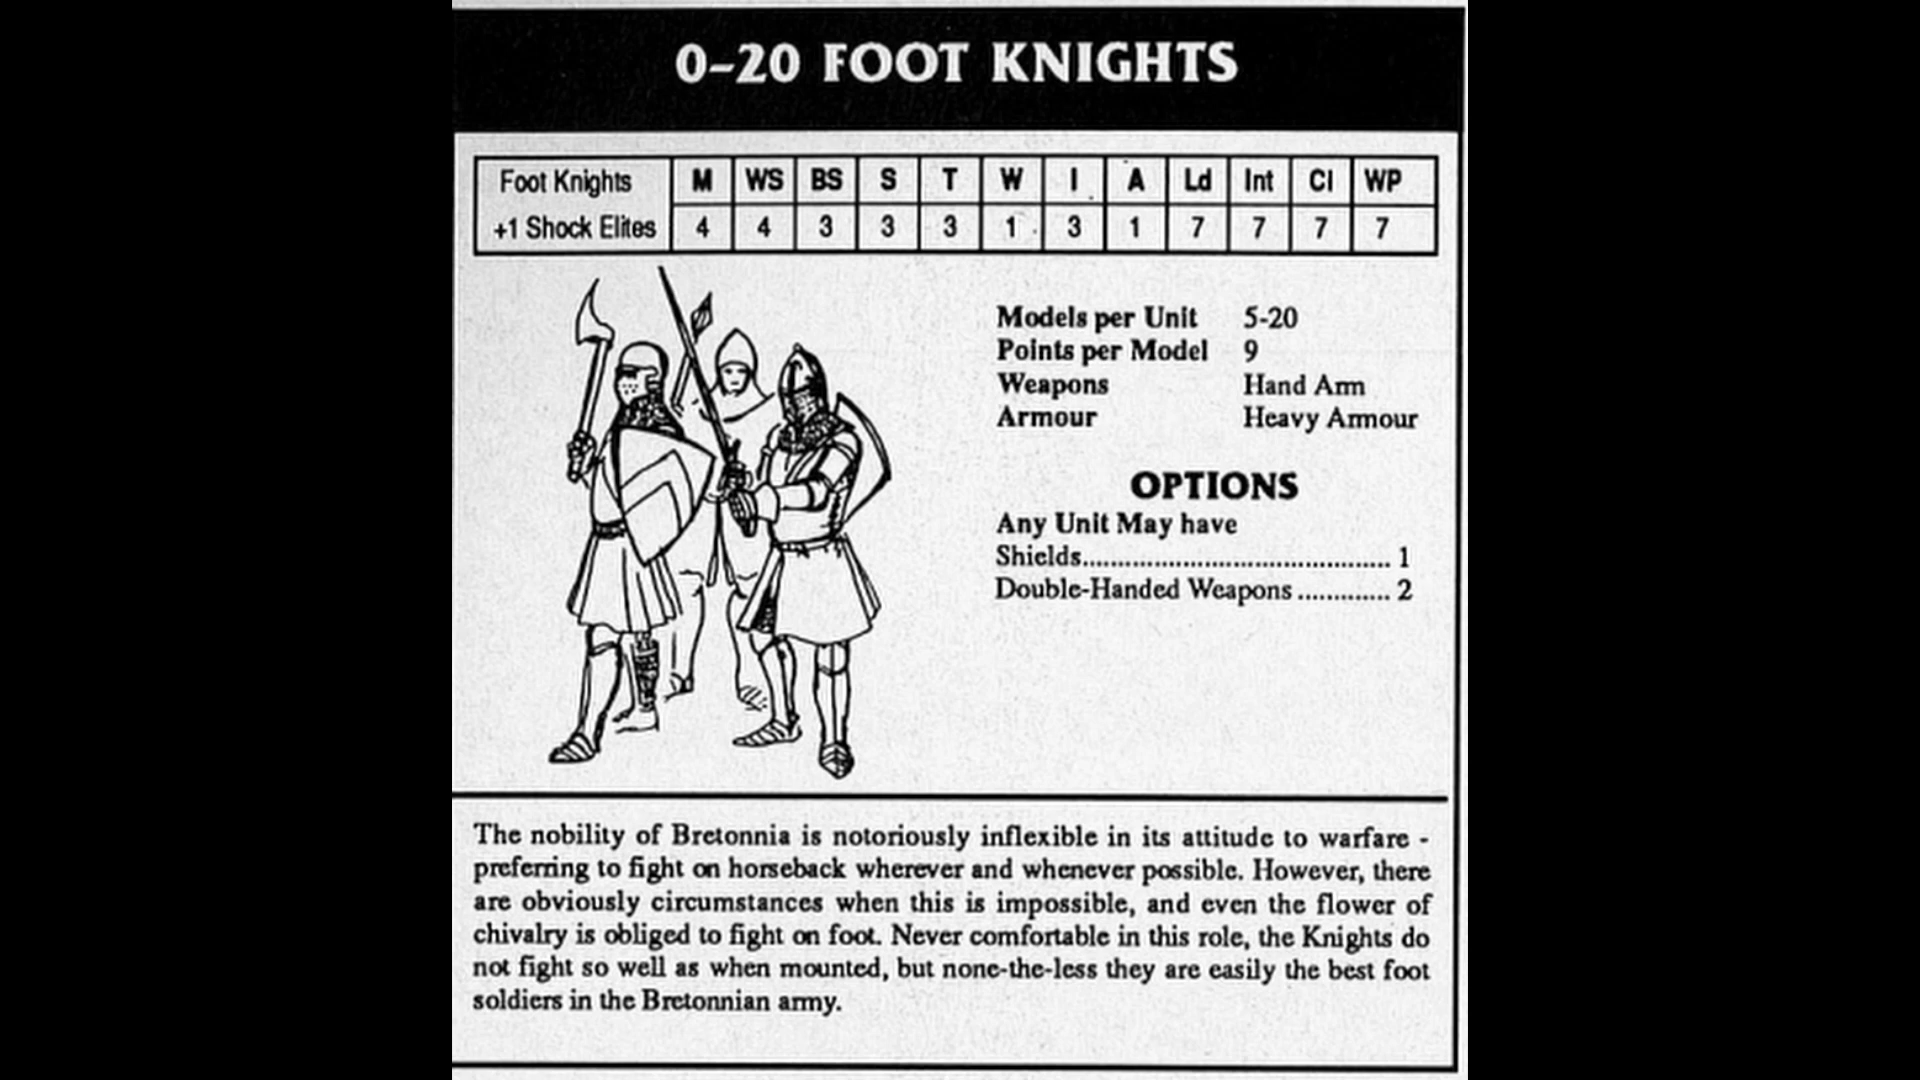 0–20 FOOT KNIGHTS
Foot Knights M WS BS S T W I A Ld Int Cl WP
+1 Shock Elites 4 4 3 3 3 1 3 1 7 7 7 7
Models per Unit 5-20
Points per Model 9
Weapons Hand Arm
Armour Heavy Armour
OPTIONS
Any Unit May have
Shields............................................ 1
Double-Handed Weapons ............. 2
The nobility of Bretonnia is notoriously inflexible in its attitude to warfare -
preferring to fight on horseback wherever and whenever possible. However, there
are obviously circumstances when this is impossible, and even the flower of
chivalry is obliged to fight on foot. Never comfortable in this role, the Knights do
not fight so well as when mounted, but none-the-less they are easily the best foot
soldiers in the Bretonnian army.